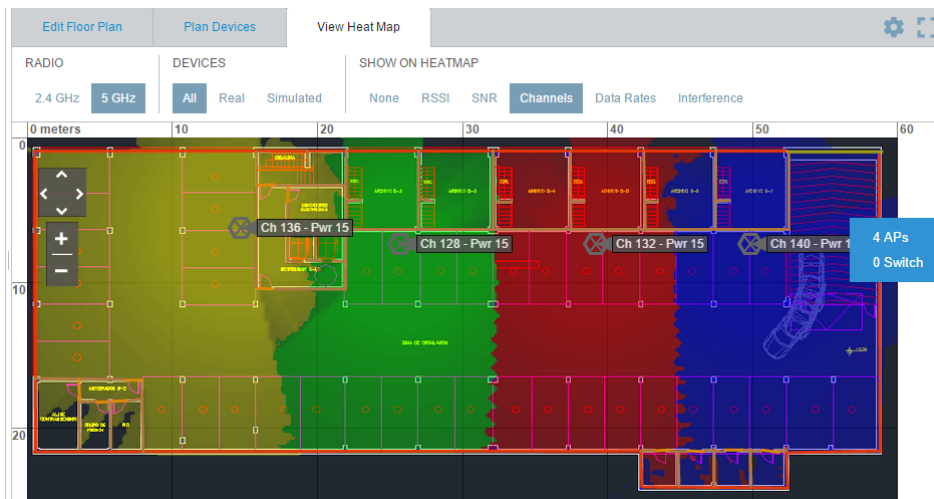 Edit Floor Plan
Plan Devices
View Heat Map
RADIO
DEVICES
SHOW ON HEATMAP
2.4 GHz
5 GHz
All
Real
Simulated
None
RSSI
SNR
Channels
Data Rates
Interference
0 meters
10
20
30
40
50
60
0
Ch 136 - Pwr 15
Ch 128 - Pwr 15
Ch 132 - Pwr 15
Ch 140 - Pwr 1
4 APs
0 Switch
10
ZONA DE CIRCULACION
20